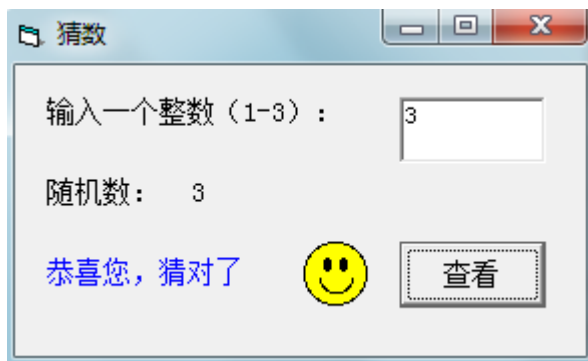 猜数
输入一个整数（1-3）： 3
随机数： 3
恭喜您，猜对了 查看